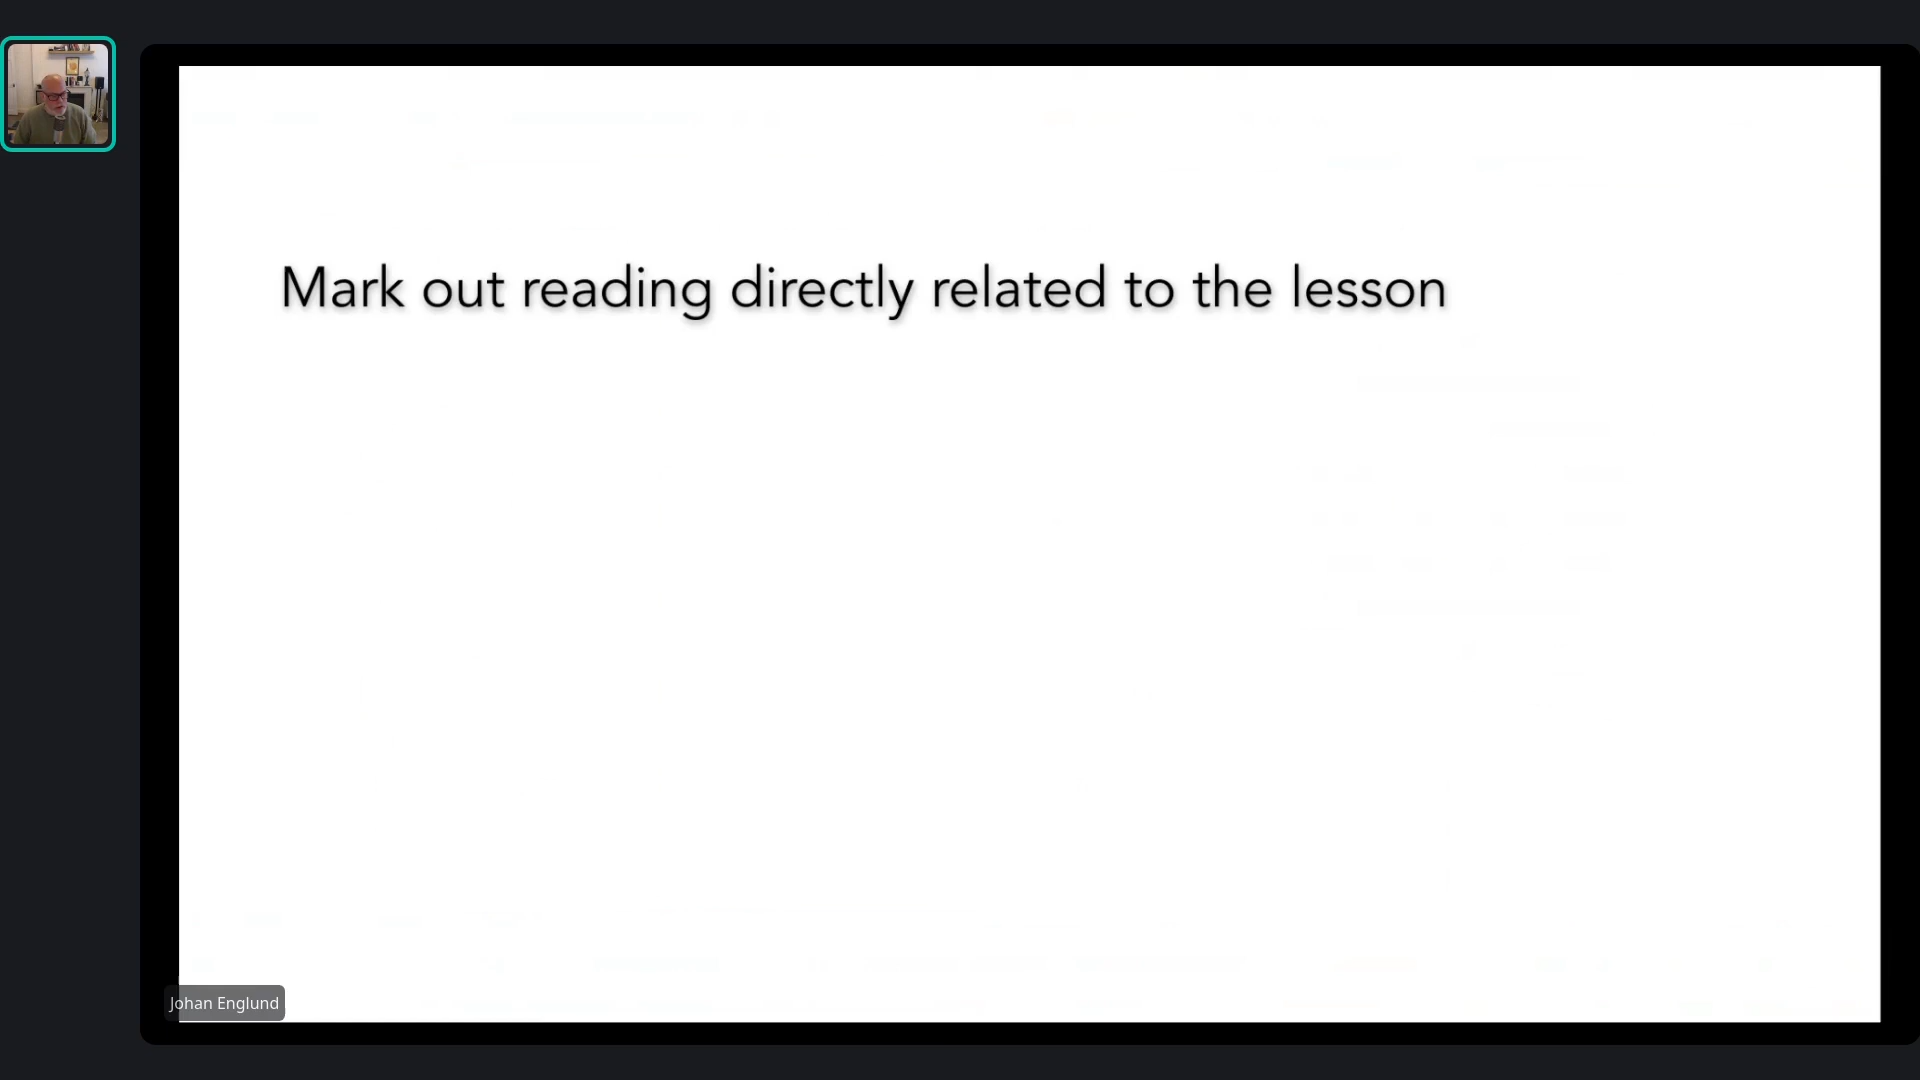 Mark out reading directly related to the lesson
Johan Englund